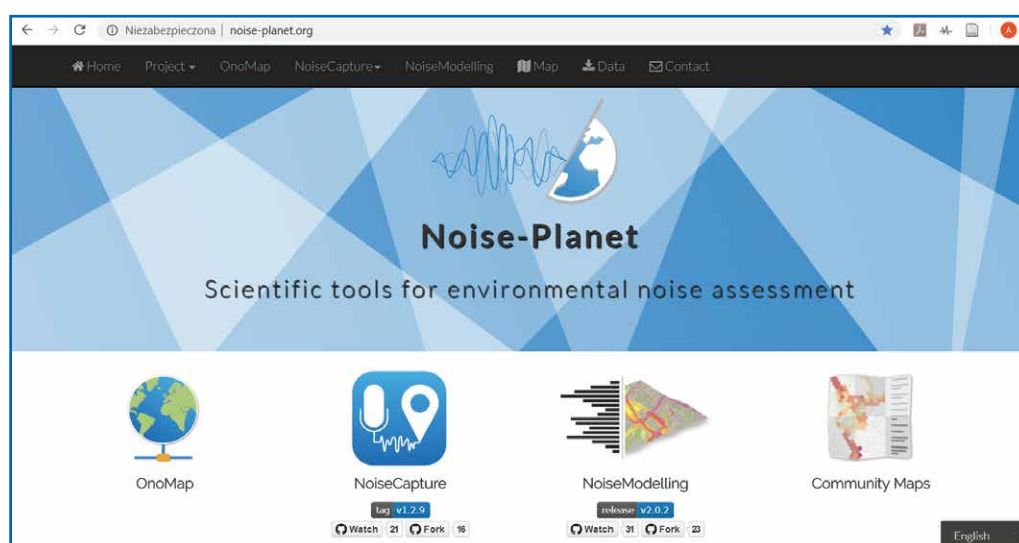 Niezabezpieczona | noise-planet.org
A
Home Project OnoMap NoiseCapture NoiseModelling Map Data Contact
Noise-Planet
Scientific tools for environmental noise assessment
OnoMap NoiseCapture NoiseModelling Community Maps
tag v1.2.9 release v2.0.2
Watch 21 Fork 16 Watch 31 Fork 23
English